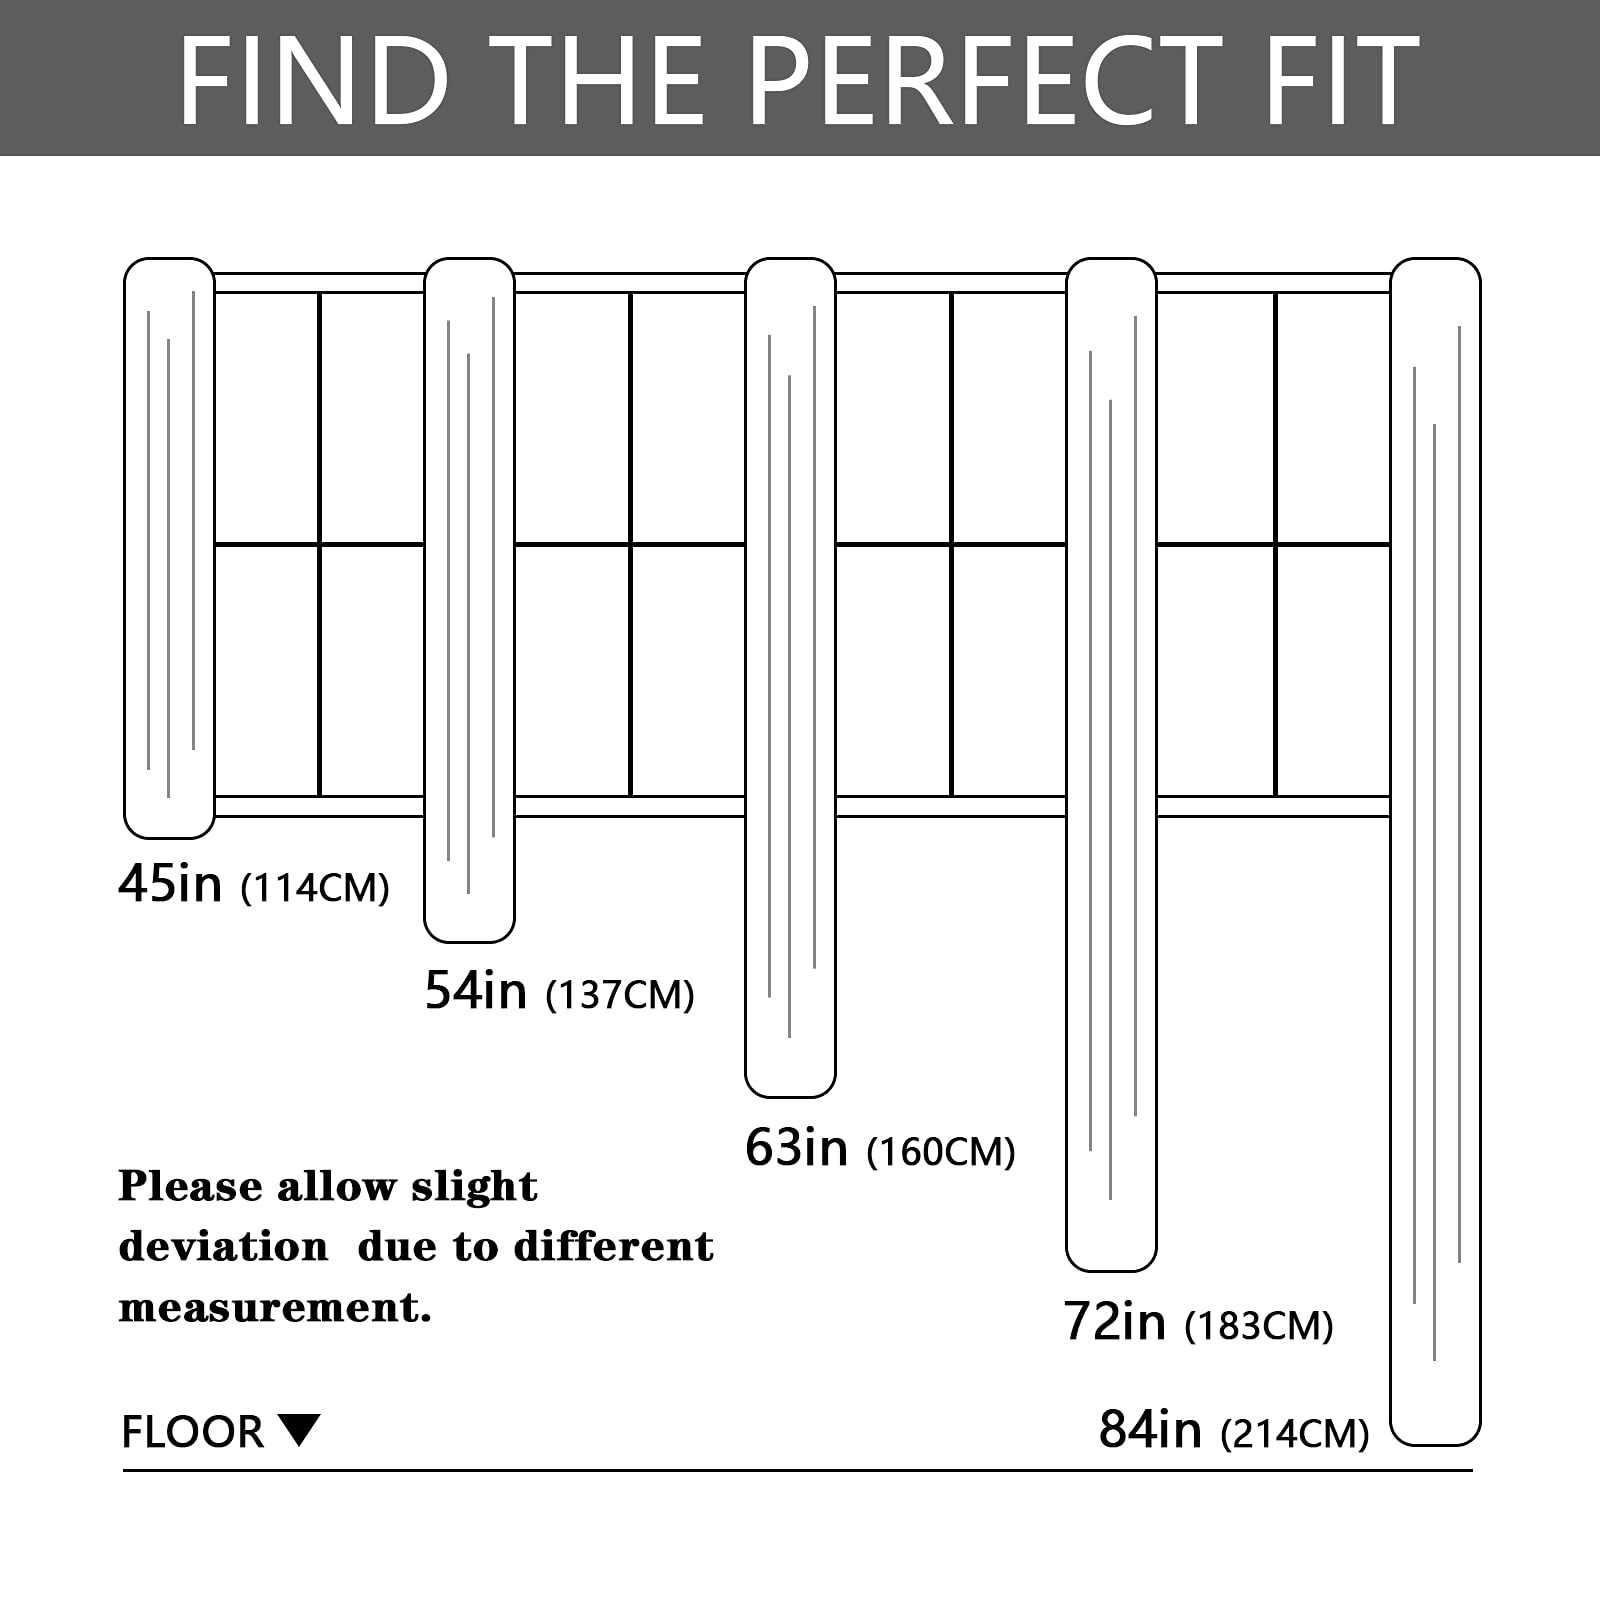 FIND THE PERFECT FIT
45in (114CM)
54in (137CM)
63in (160CM)
Please allow slight
deviation  due to different
measurement.
72in (183CM)
84in (214CM)
FLOOR